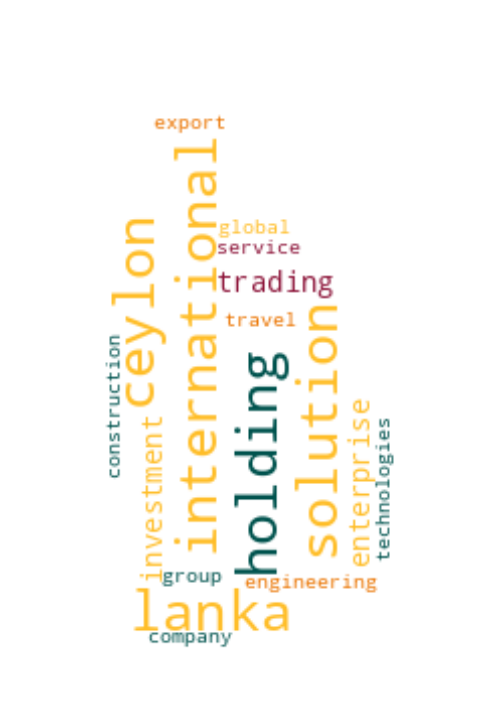 export
international
ceylon
global
service
trading
travel
solution
construction
holding
enterprise
investment
technologies
group
engineering
lanka
company